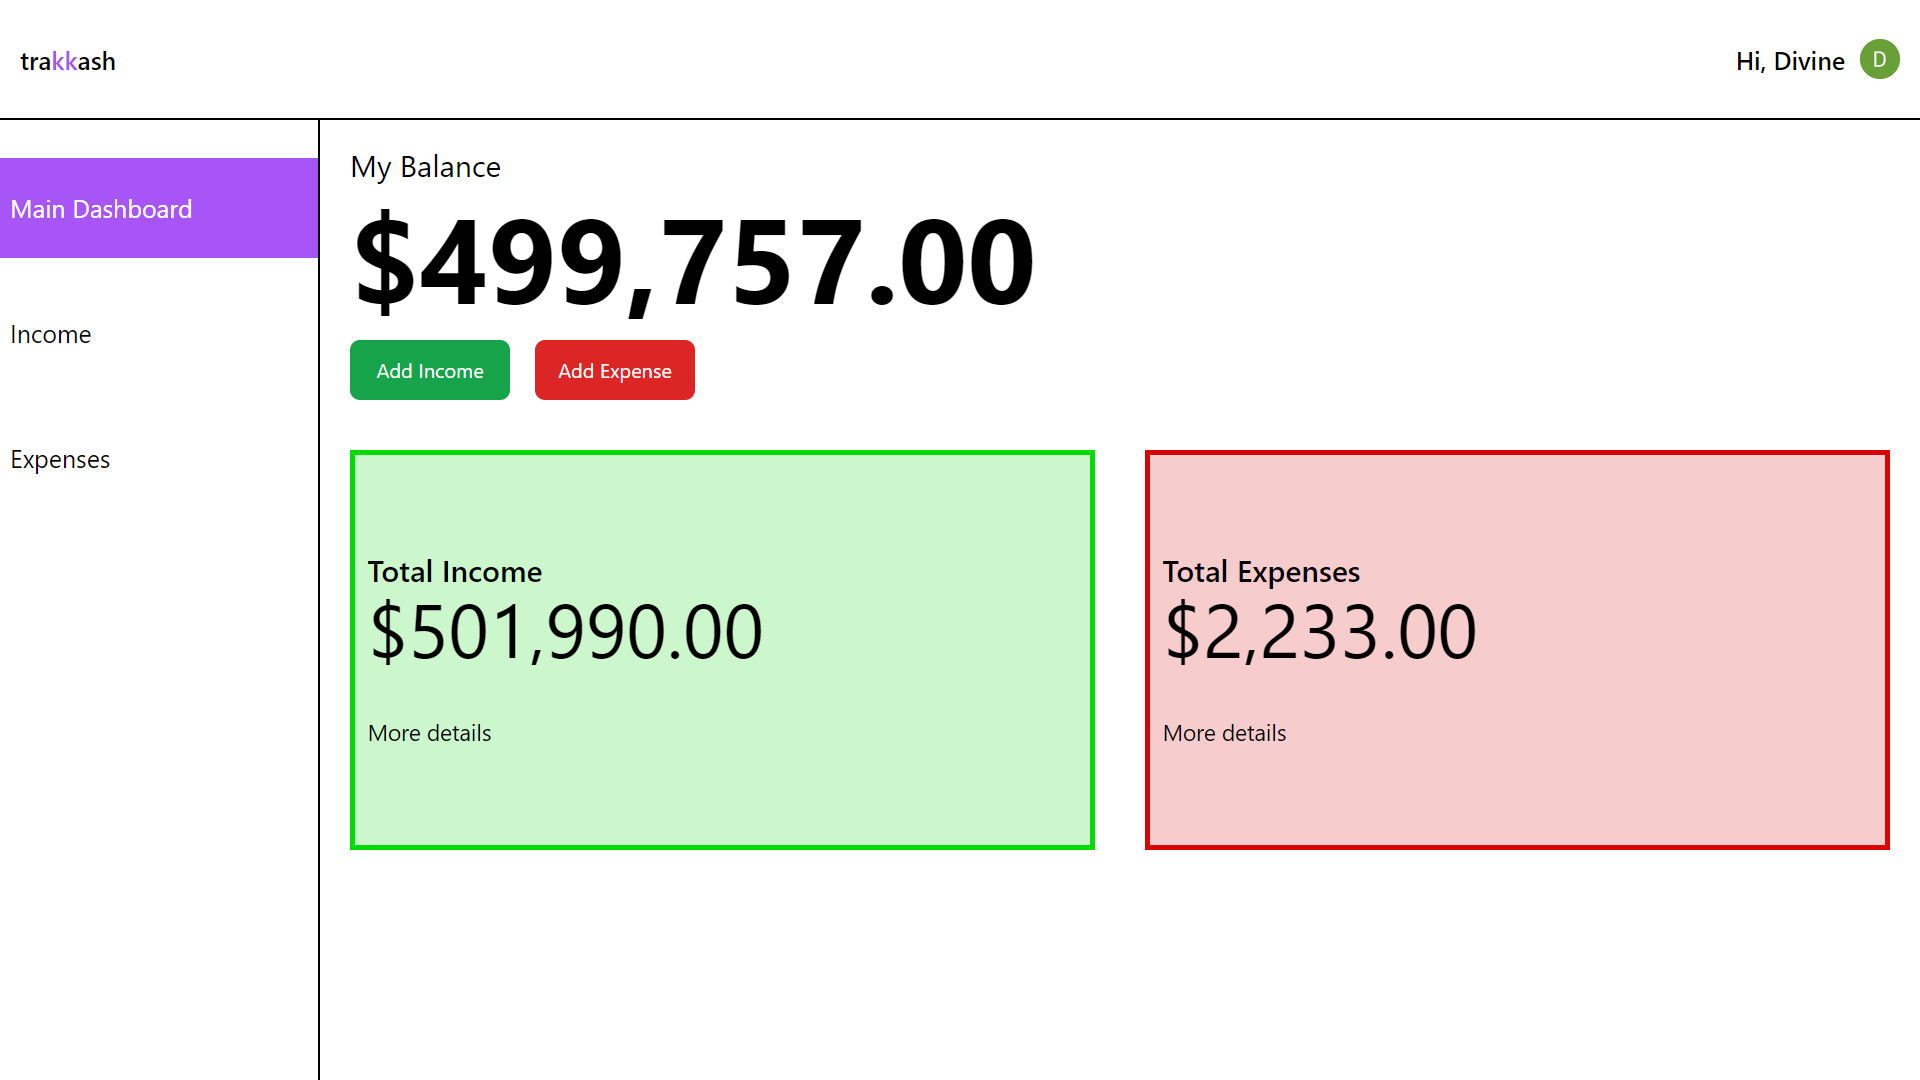 trakkash
Hi, Divine
D
Main Dashboard
Income
Expenses
My Balance
$499,757.00
Add Income
Add Expense
Total Income
$501,990.00
More details
Total Expenses
$2,233.00
More details